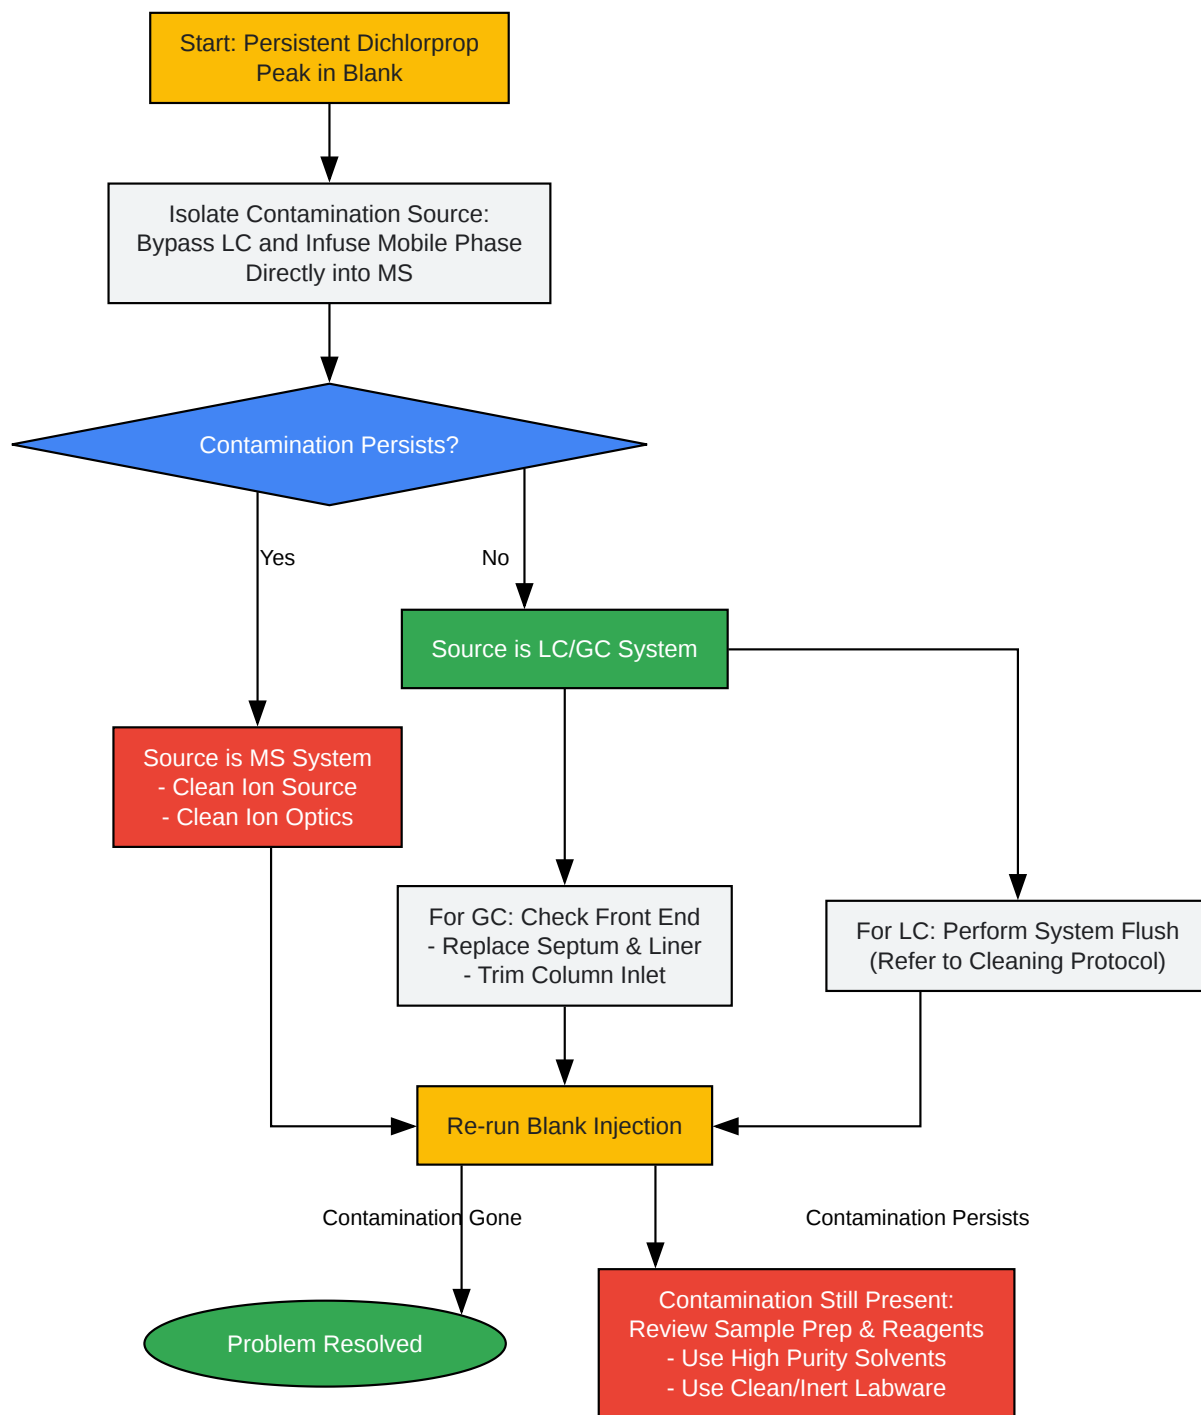 Start: Persistent Dichlorprop
Peak in Blank
Isolate Contamination Source:
Bypass LC and Infuse Mobile Phase
Directly into MS
Contamination Persists?
Yes
No
Source is LC/GC System
Source is MS System
- Clean Ion Source
- Clean Ion Optics
For GC: Check Front End
- Replace Septum & Liner
- Trim Column Inlet
For LC: Perform System Flush
(Refer to Cleaning Protocol)
Re-run Blank Injection
Contamination Gone
Contamination Persists
Problem Resolved
Contamination Still Present:
Review Sample Prep & Reagents
- Use High Purity Solvents
- Use Clean/Inert Labware